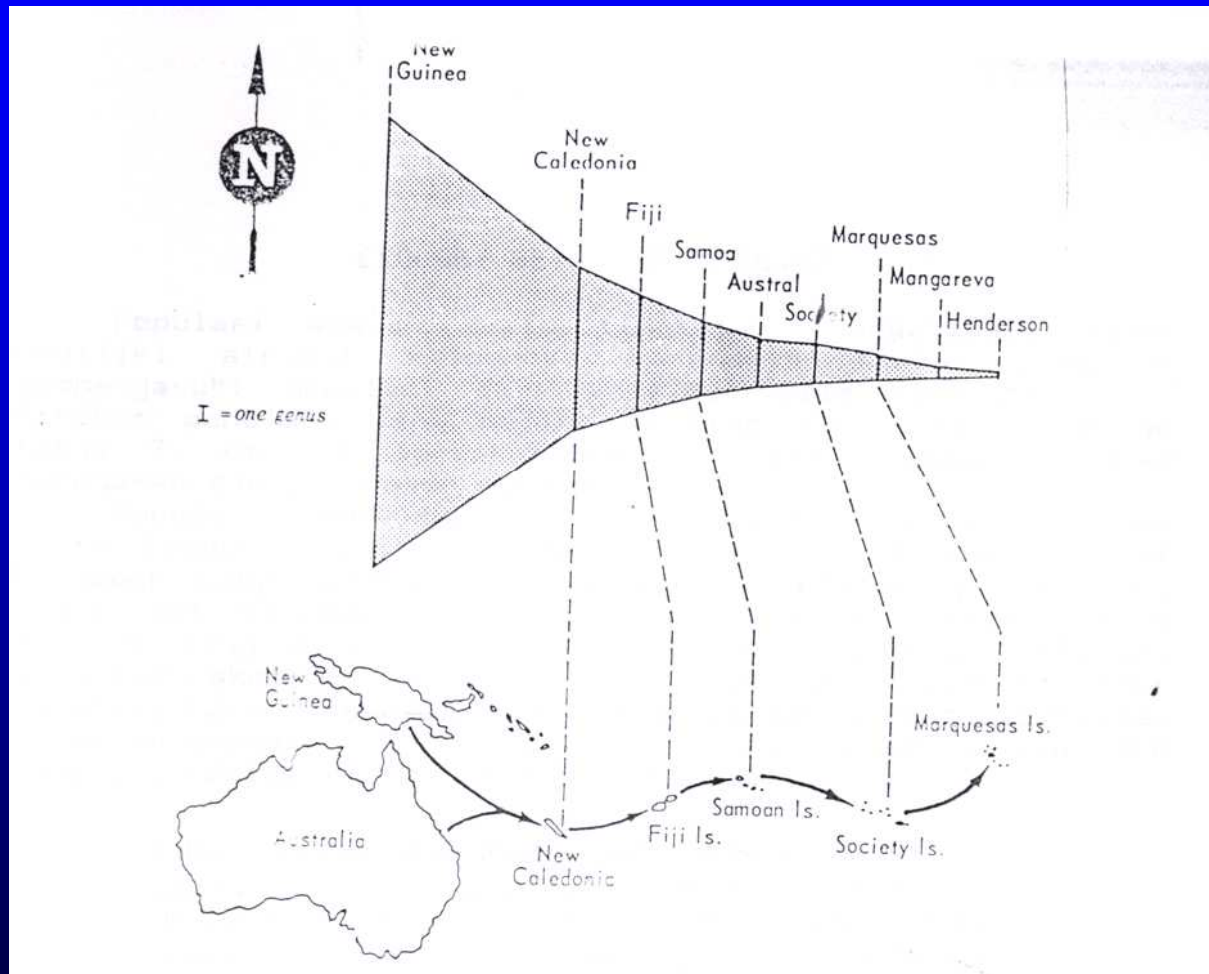 New
Guinea
N
New
Caledonia
Fiji
Samoa
Austral
Society
Marquesas
Mangareva
Henderson
I = one genus
New
Guinea
Australia
New
Caledonic
Fiji Is.
Samoan Is.
Society Is.
Marquesas Is.